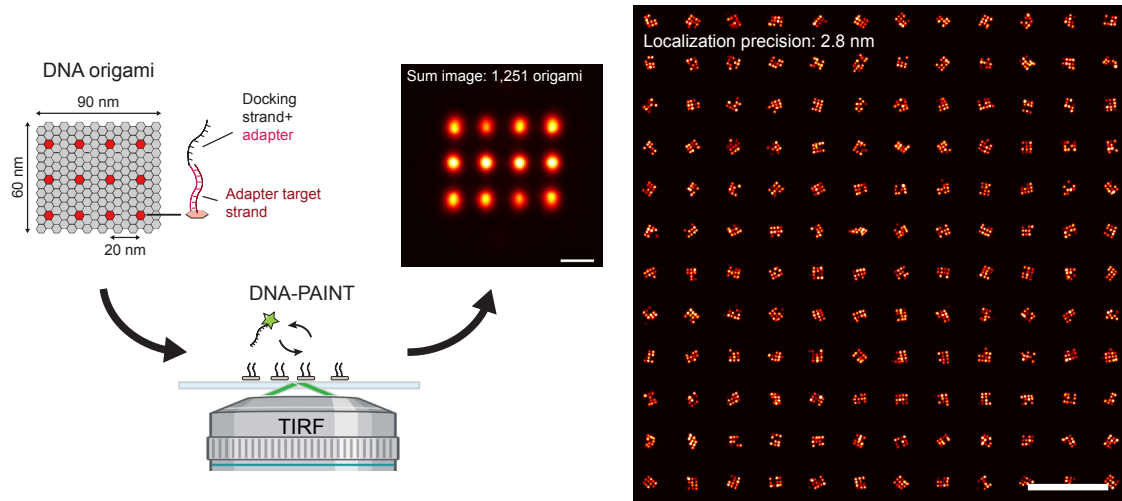 DNA origami
90 nm
60 nm
20 nm
Docking
strand+
adapter
Adapter target
strand
DNA-PAINT
TIRF
Sum image: 1,251 origami
Localization precision: 2.8 nm